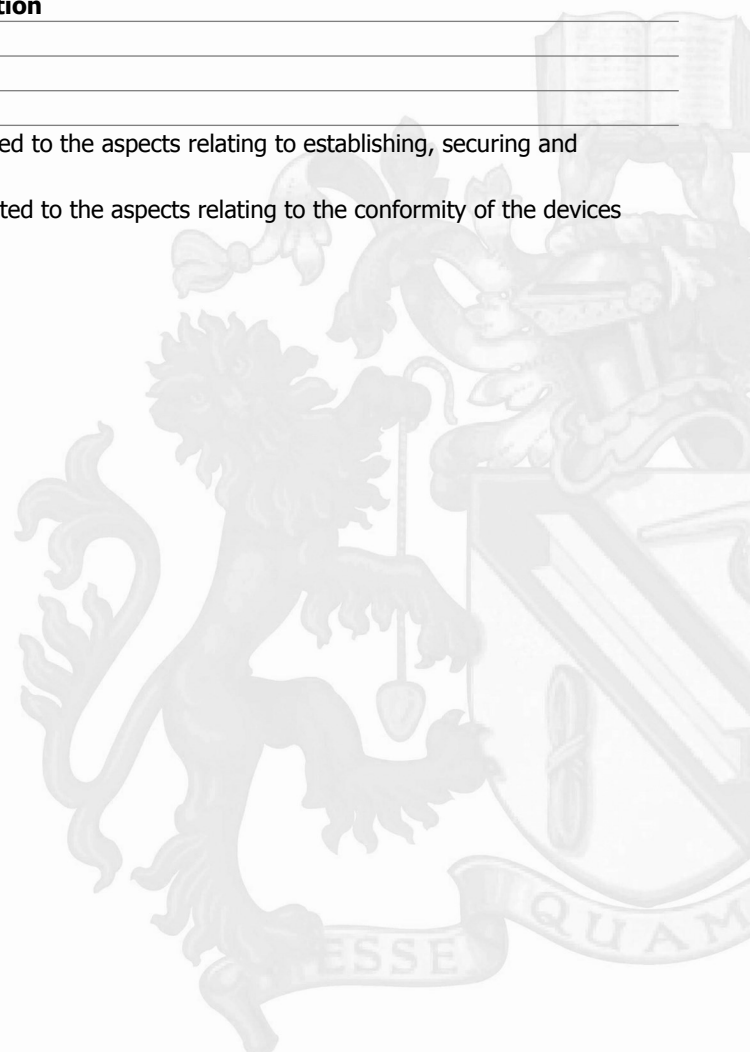 tion
ed to the aspects relating to establishing, securing and
ted to the aspects relating to the conformity of the devices
ESSE QUAM